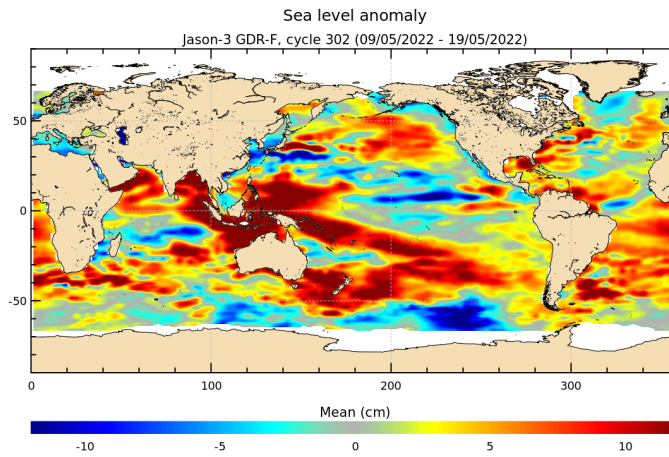 Sea level anomaly
Jason-3 GDR-F, cycle 302 (09/05/2022 - 19/05/2022)
50
0
-50
0 100 200 300
Mean (cm)
-10 -5 0 5 10